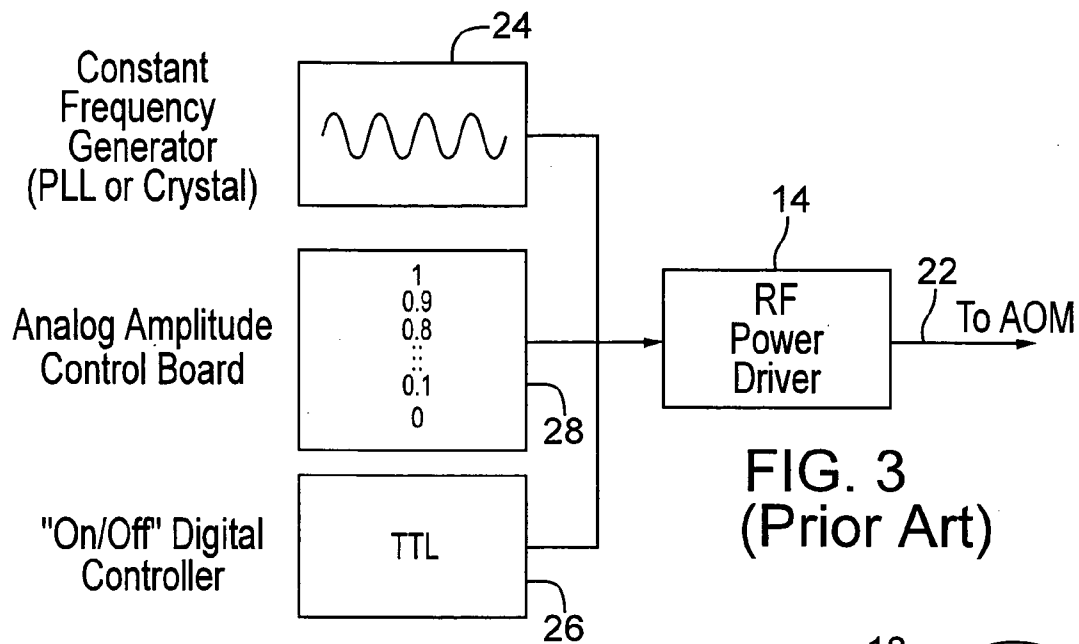 24
Constant
Frequency
Generator
(PLL or Crystal)
Analog Amplitude
Control Board
1
0.9
0.8
0.1
0
28
"On/Off" Digital
Controller
TTL
26
14
RF
Power
Driver
22
To AOM
FIG. 3
(Prior Art)